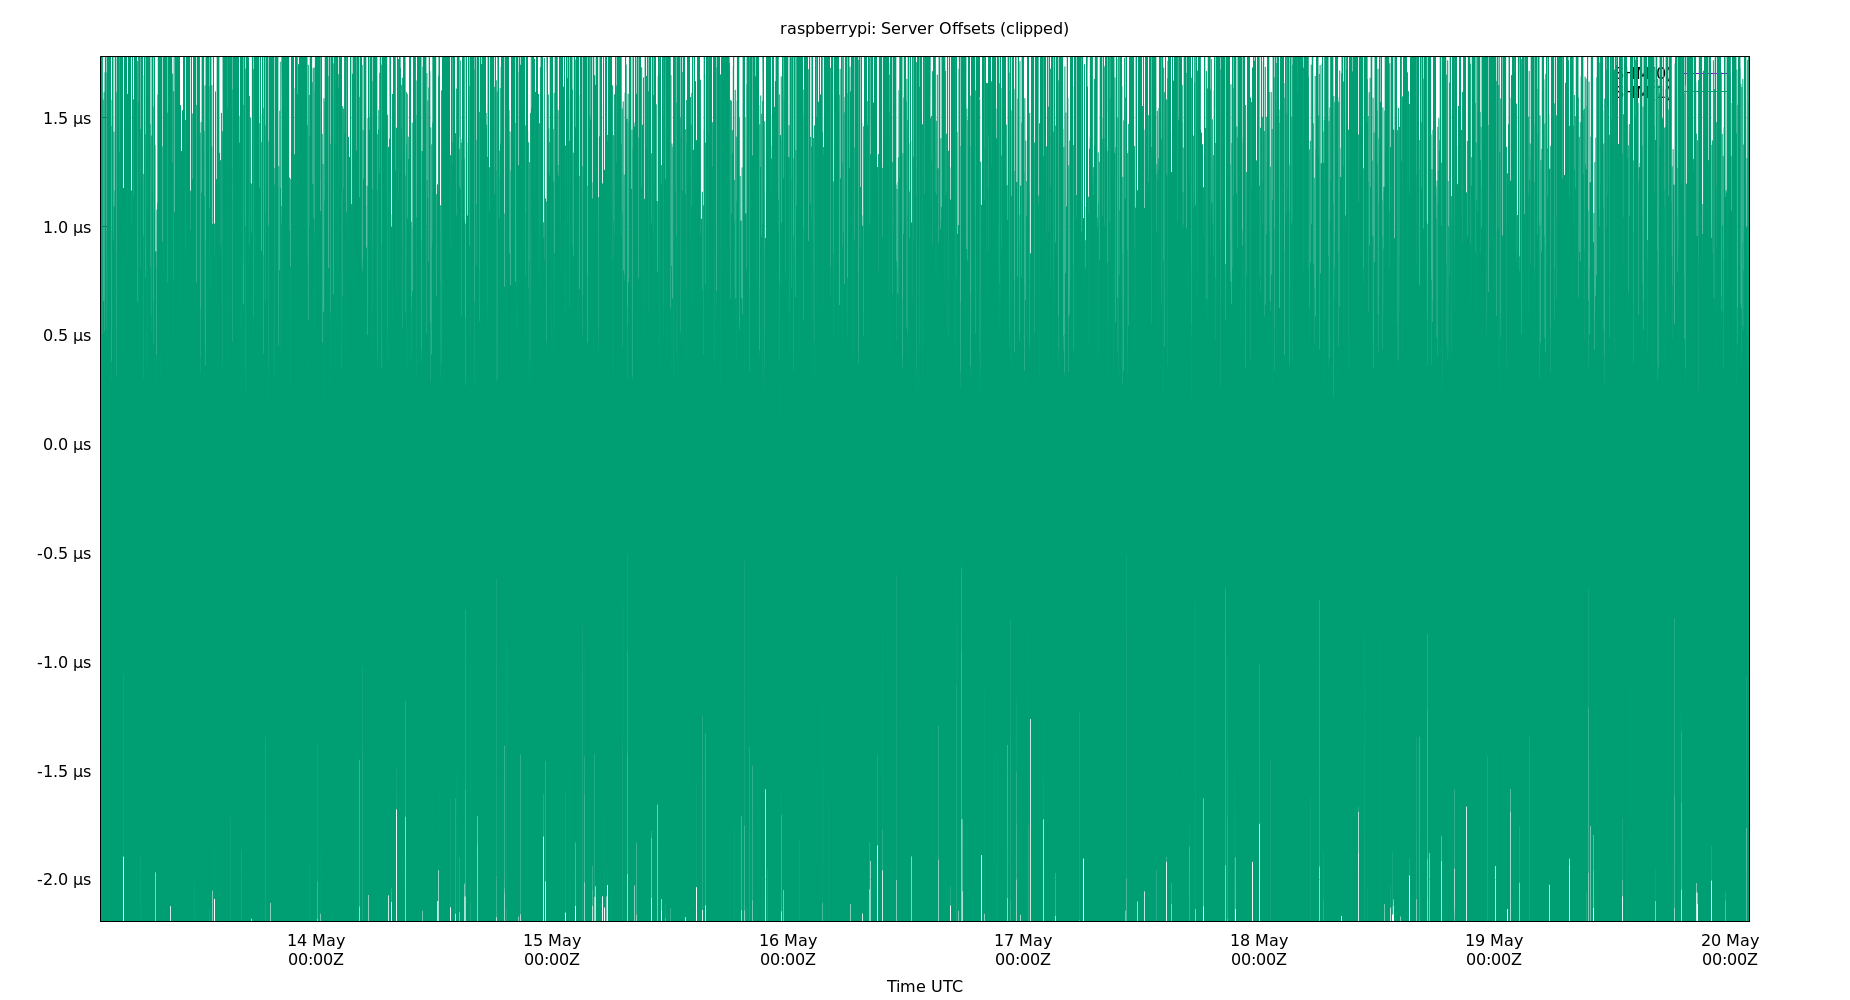 raspberrypi: Server Offsets (clipped)
1.5 µs
1.0 µs
0.5 µs
0.0 µs
-0.5 µs
-1.0 µs
-1.5 µs
-2.0 µs
14 May 15 May 16 May 17 May 18 May 19 May 20 May
00:00Z 00:00Z 00:00Z 00:00Z 00:00Z 00:00Z 00:00Z
Time UTC